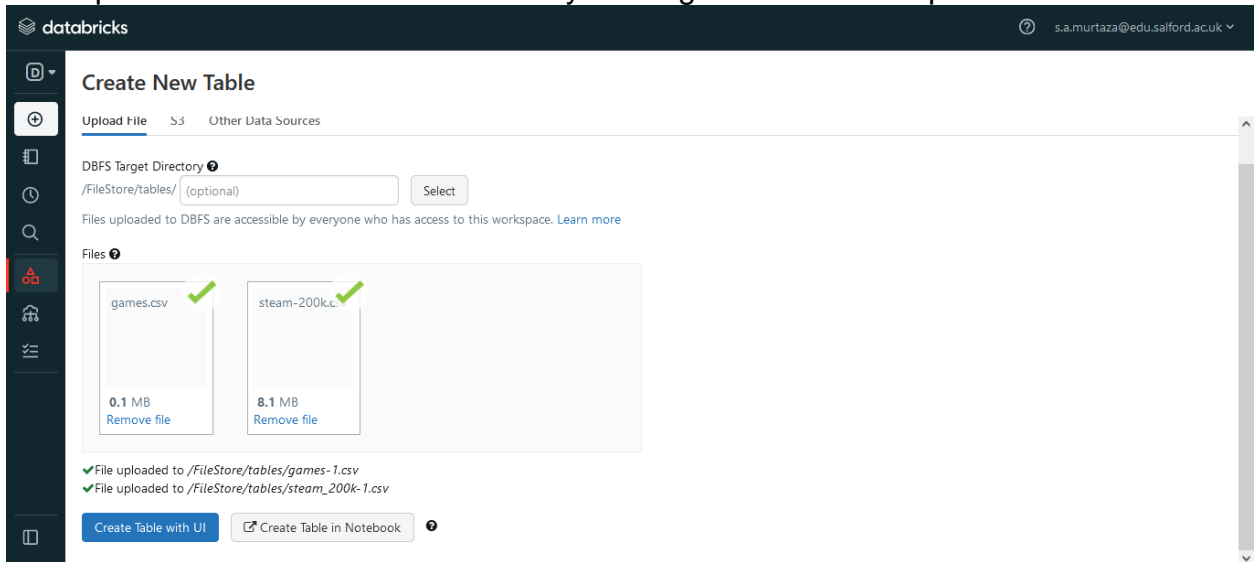 databricks
s.a.murtaza@edu.salford.ac.uk
D
Create New Table
Upload File S3 Other Data Sources
DBFS Target Directory
/FileStore/tables/ (optional) Select
Files uploaded to DBFS are accessible by everyone who has access to this workspace. Learn more
Files
games.csv steam-200k.c
0.1 MB 8.1 MB
Remove file Remove file
File uploaded to /FileStore/tables/games-1.csv
File uploaded to /FileStore/tables/steam_200k-1.csv
Create Table with UI Create Table in Notebook